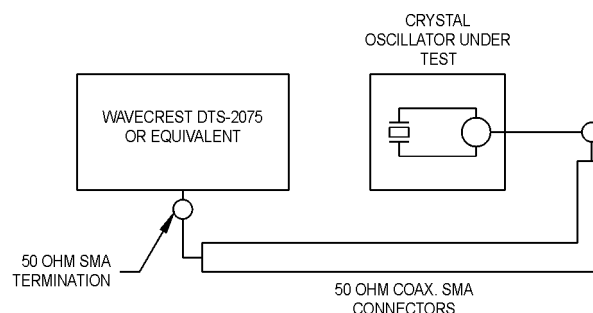 CRYSTAL
OSCILLATOR UNDER
TEST
WAVECREST DTS-2075
OR EQUIVALENT
50 OHM SMA
TERMINATION
50 OHM COAX. SMA
CONNECTORS